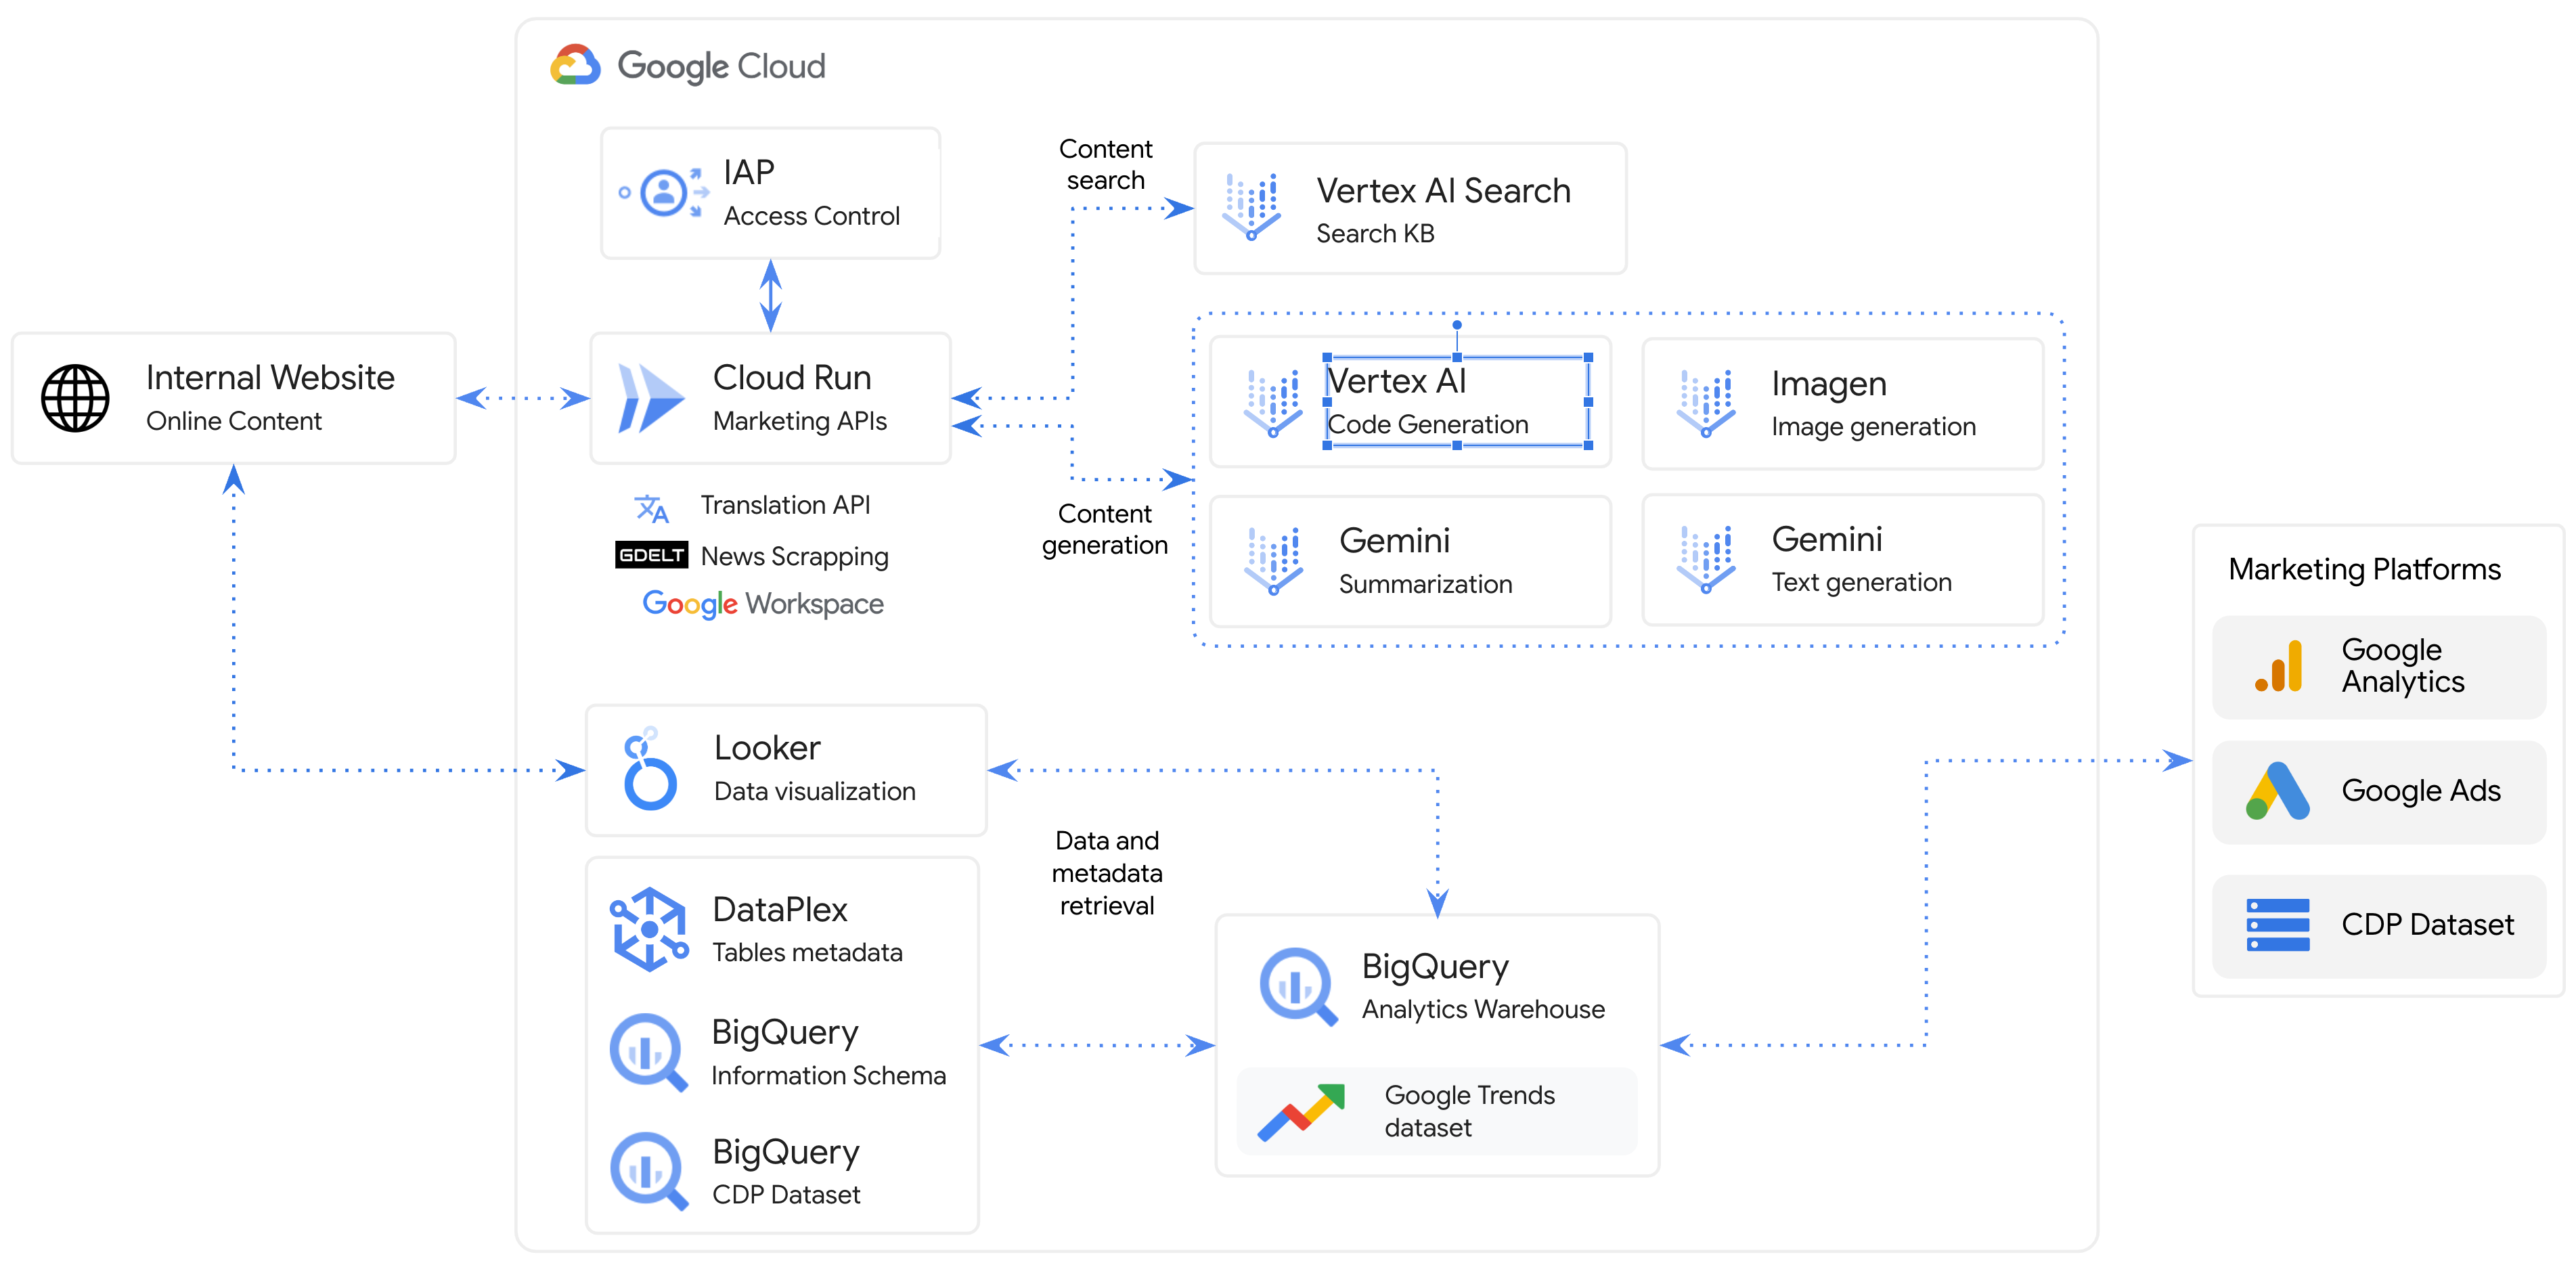 Google Cloud
IAP
Access Control
Content
search
Vertex AI Search
Search KB
Internal Website
Online Content
Cloud Run
Marketing APIs
Vertex AI
Code Generation
Imagen
Image generation
Translation API
GDELT News Scrapping
Google Workspace
Content
generation
Gemini
Summarization
Gemini
Text generation
Marketing Platforms
Google
Analytics
Google Ads
CDP Dataset
Looker
Data visualization
Data and
metadata
retrieval
DataPlex
Tables metadata
BigQuery
Information Schema
BigQuery
CDP Dataset
BigQuery
Analytics Warehouse
Google Trends
dataset